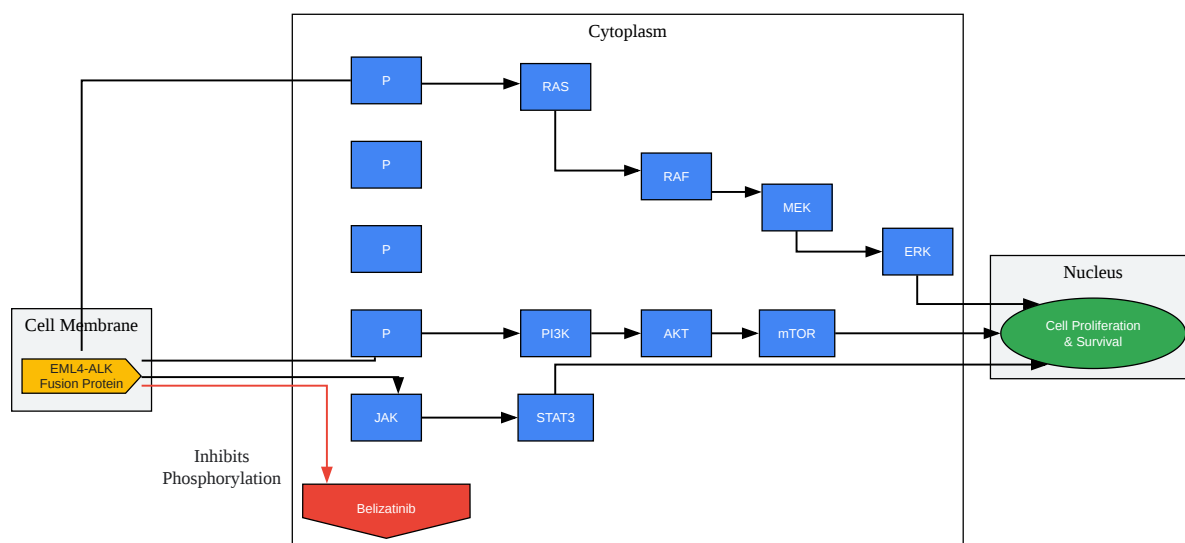 Cytoplasm
P
RAS
P
RAF
MEK
P
ERK
Nucleus
Cell Membrane
P
PI3K
AKT
mTOR
Cell Proliferation
& Survival
EML4-ALK
Fusion Protein
JAK
STAT3
Inhibits
Phosphorylation
Belizatinib